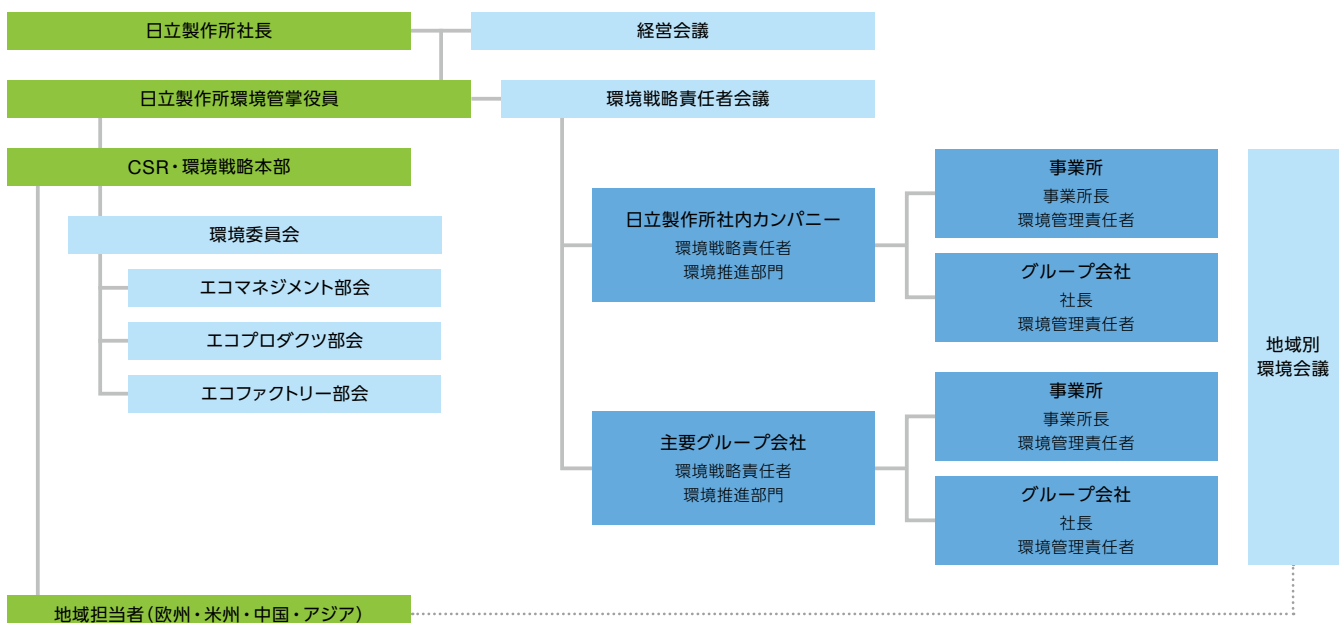 日立製作所社長
経営会議
日立製作所環境管掌役員
環境戦略責任者会議
CSR・環境戦略本部
環境委員会
エコマネジメント部会
エコプロダクツ部会
エコファクトリー部会
日立製作所社内カンパニー
環境戦略責任者
環境推進部門
事業所
事業所長
環境管理責任者
グループ会社
社長
環境管理責任者
主要グループ会社
環境戦略責任者
環境推進部門
事業所
事業所長
環境管理責任者
グループ会社
社長
環境管理責任者
地域別
環境会議
地域担当者(欧州・米州・中国・アジア)